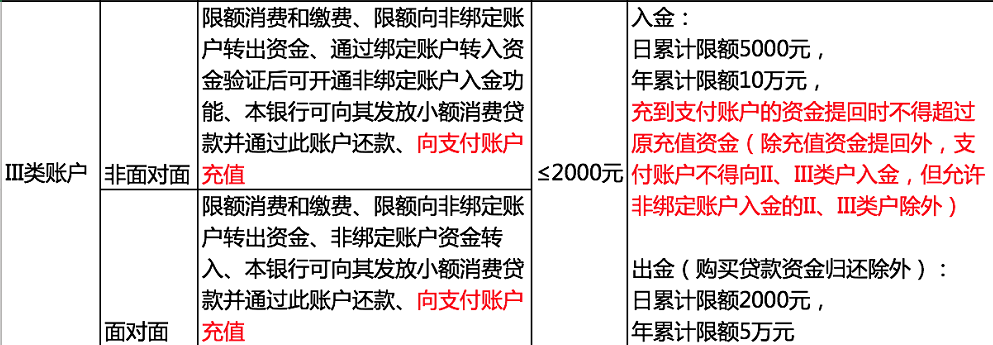 III类账户
非面对面
限额消费和缴费、限额向非绑定账
户转出资金、通过绑定账户转入资
金验证后可开通非绑定账户入金功
能、本银行可向其发放小额消费贷
款并通过此账户还款、向支付账户
充值
面对面
限额消费和缴费、限额向非绑定账
户转出资金、非绑定账户资金转
入、本银行可向其发放小额消费贷
款并通过此账户还款、向支付账户
充值
≤2000元
入金：
日累计限额5000元，
年累计限额10万元，
充到支付账户的资金提回时不得超过
原充值资金（除充值资金提回外，支
付账户不得向II、III类户入金，但允许
非绑定账户入金的II、III类户除外）
出金（购买贷款资金归还除外）：
日累计限额2000元，
年累计限额5万元